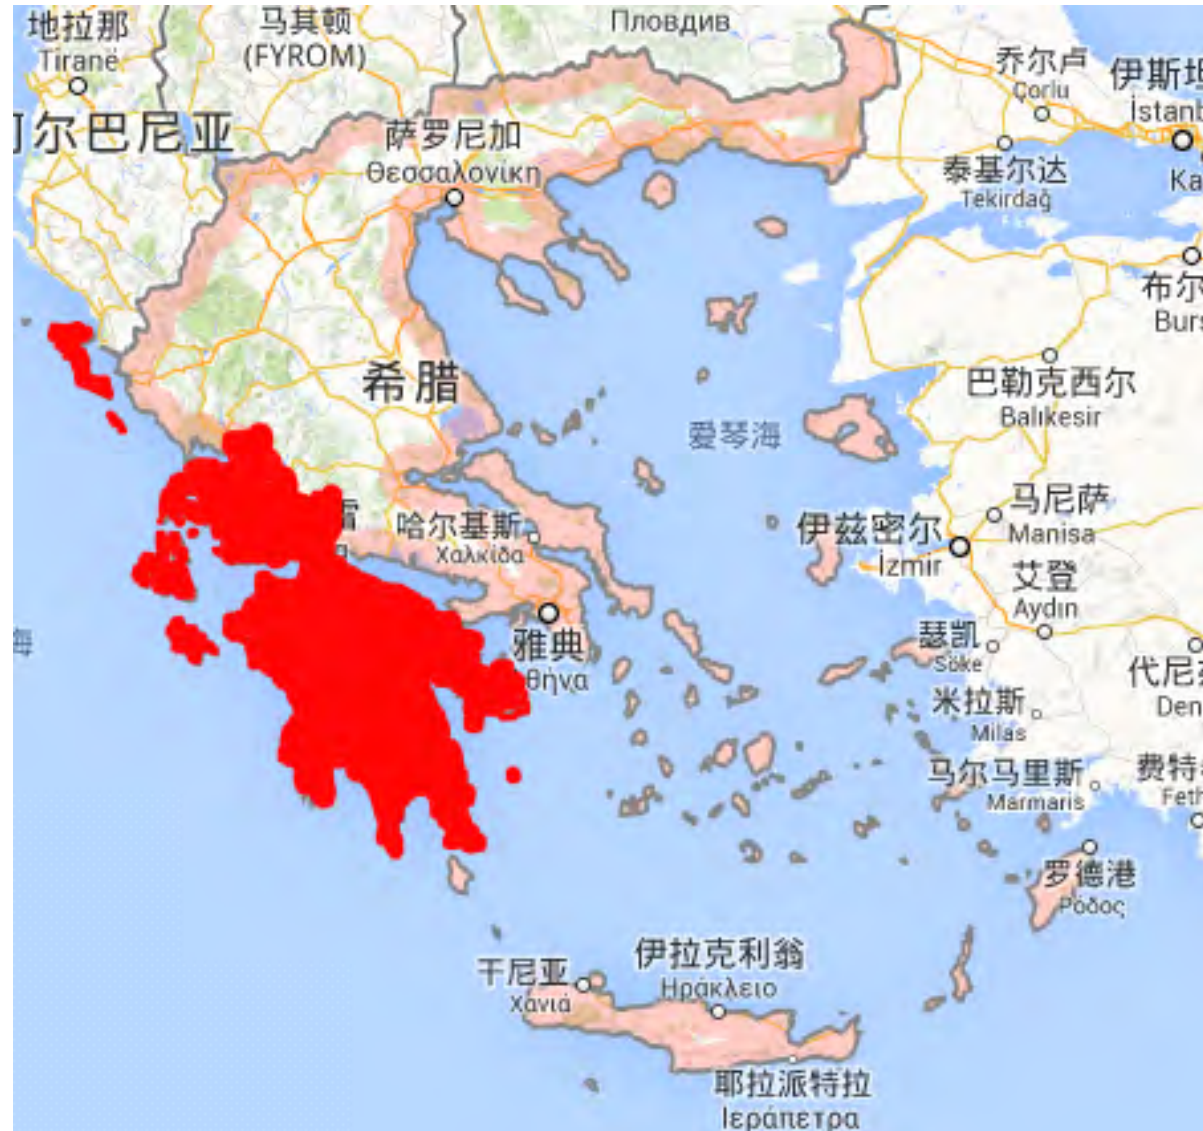 地拉那
Tiranë
马其顿
(FYROM)
Пловдив
阿尔巴尼亚
萨罗尼加
Θεσσαλονίκη
乔尔卢
Çorlu
伊斯坦
İstanb
泰基尔达
Tekirdağ
Ka
布尔
Burs
希腊
爱琴海
巴勒克西尔
Balıkesir
马尼萨
Manisa
哈尔基斯
Χαλκίδα
伊兹密尔
İzmir
艾登
Aydın
雅典
θήνα
海
瑟凯
Söke
代尼
Den
米拉斯
Milas
马尔马里斯
Marmaris
费特
Feth
罗德港
Ρόδος
干尼亚
Χανιά
伊拉克利翁
Ηράκλειο
耶拉派特拉
Ιεράπετρα